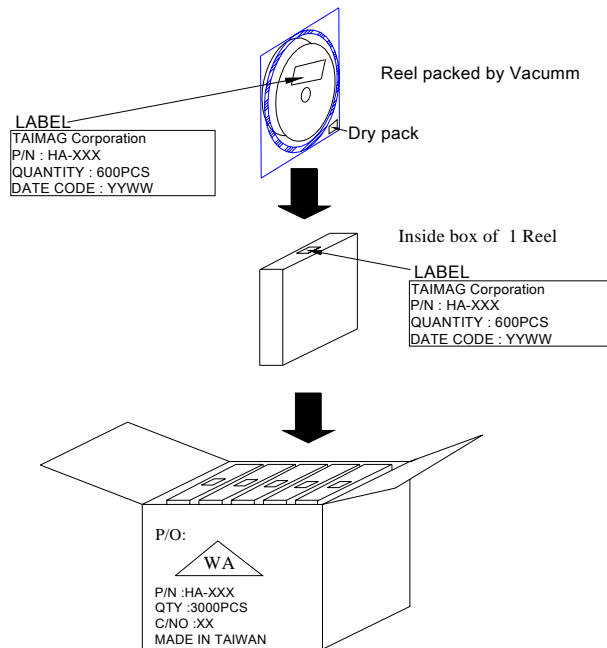 Reel packed by Vacumm
Dry pack
LABEL
TAIMAG Corporation
P/N : HA-XXX
QUANTITY : 600PCS
DATE CODE : YYWW
Inside box of 1 Reel
LABEL
TAIMAG Corporation
P/N : HA-XXX
QUANTITY : 600PCS
DATE CODE : YYWW
P/O:
WA
P/N :HA-XXX
QTY :3000PCS
C/NO :XX
MADE IN TAIWAN